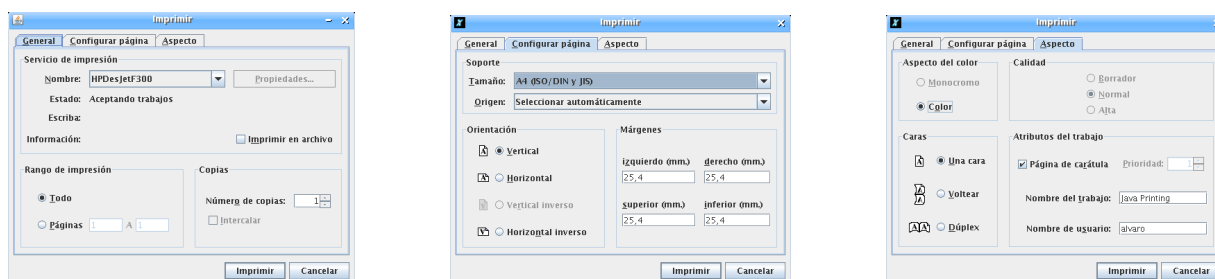 Imprimir
General Configurar página Aspecto
Servicio de impresión
Nombre: HPDesJetF300 Propiedades...
Estado: Aceptando trabajos
Escriba:
Información: Imprimir en archivo
Rango de impresión
Todo
Páginas 1 A 1
Copias
Número de copias: 1
Intercalar
Imprimir Cancelar
Imprimir
General Configurar página Aspecto
Soporte
Tamaño: A4 (ISO/DIN y JIS)
Origen: Seleccionar automáticamente
Orientación
Vertical
Horizontal
Vertical inverso
Horizontal inverso
Márgenes
izquierdo (mm.) derecho (mm.)
25,4 25,4
superior (mm.) inferior (mm.)
25,4 25,4
Imprimir Cancelar
Imprimir
General Configurar página Aspecto
Aspecto del color
Monocromo
Color
Calidad
Borrador
Normal
Alta
Caras
Una cara
Voltear
Dúplex
Atributos del trabajo
Página de carátula Prioridad: 1
Nombre del trabajo: Java Printing
Nombre de usuario: alvaro
Imprimir Cancelar